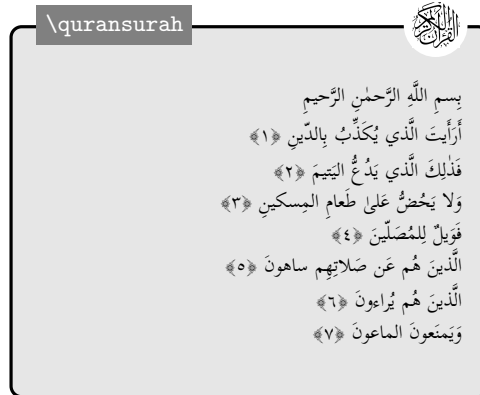 \quransurah
بِسمِ اللَّهِ الرَّحمٰنِ الرَّحيمِ
أَرَأَيتَ الَّذي يُكَذِّبُ بِالدّينِ ﴿١﴾
فَذٰلِكَ الَّذي يَدُعُّ اليَتيمَ ﴿٢﴾
وَلا يَحُضُّ عَلىٰ طَعامِ المِسكينِ ﴿٣﴾
فَوَيلٌ لِلمُصَلّينَ ﴿٤﴾
الَّذينَ هُم عَن صَلاتِهِم ساهونَ ﴿٥﴾
الَّذينَ هُم يُراءونَ ﴿٦﴾
وَيَمنَعونَ الماعونَ ﴿٧﴾